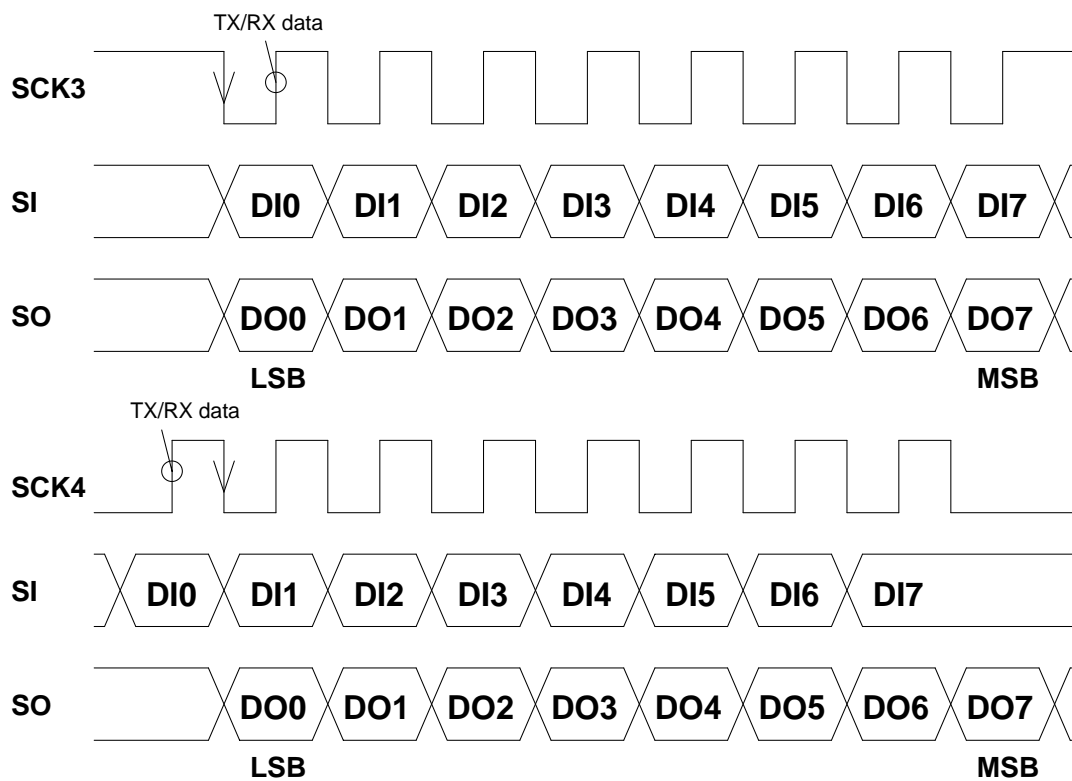 TX/RX data
SCK3
SI DI0 DI1 DI2 DI3 DI4 DI5 DI6 DI7
SO DO0 DO1 DO2 DO3 DO4 DO5 DO6 DO7
LSB MSB
TX/RX data
SCK4
SI DI0 DI1 DI2 DI3 DI4 DI5 DI6 DI7
SO DO0 DO1 DO2 DO3 DO4 DO5 DO6 DO7
LSB MSB